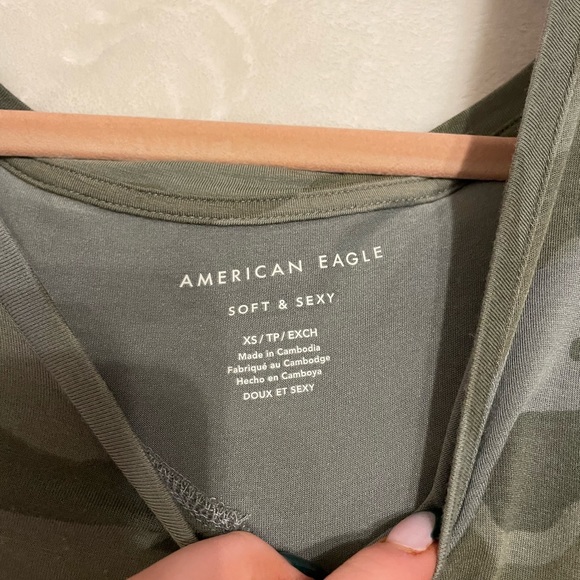 AMERICAN EAGLE
SOFT & SEXY
XS / TP / EXCH
Made in Cambodia
Fabriqué au Cambodge
Hecho en Camboya
DOUX ET SEXY